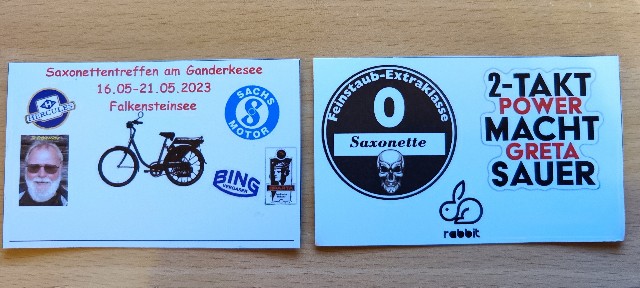 Saxonettentreffen am Ganderkesee
16.05-21.05.2023
Falkensteinsee
HERCULES
SACHS
MOTOR
BING
VERGASER
Feinstaub-Extraklasse
0
Saxonette
rabbit
2-TAKT
POWER
MACHT
GRETA
SAUER